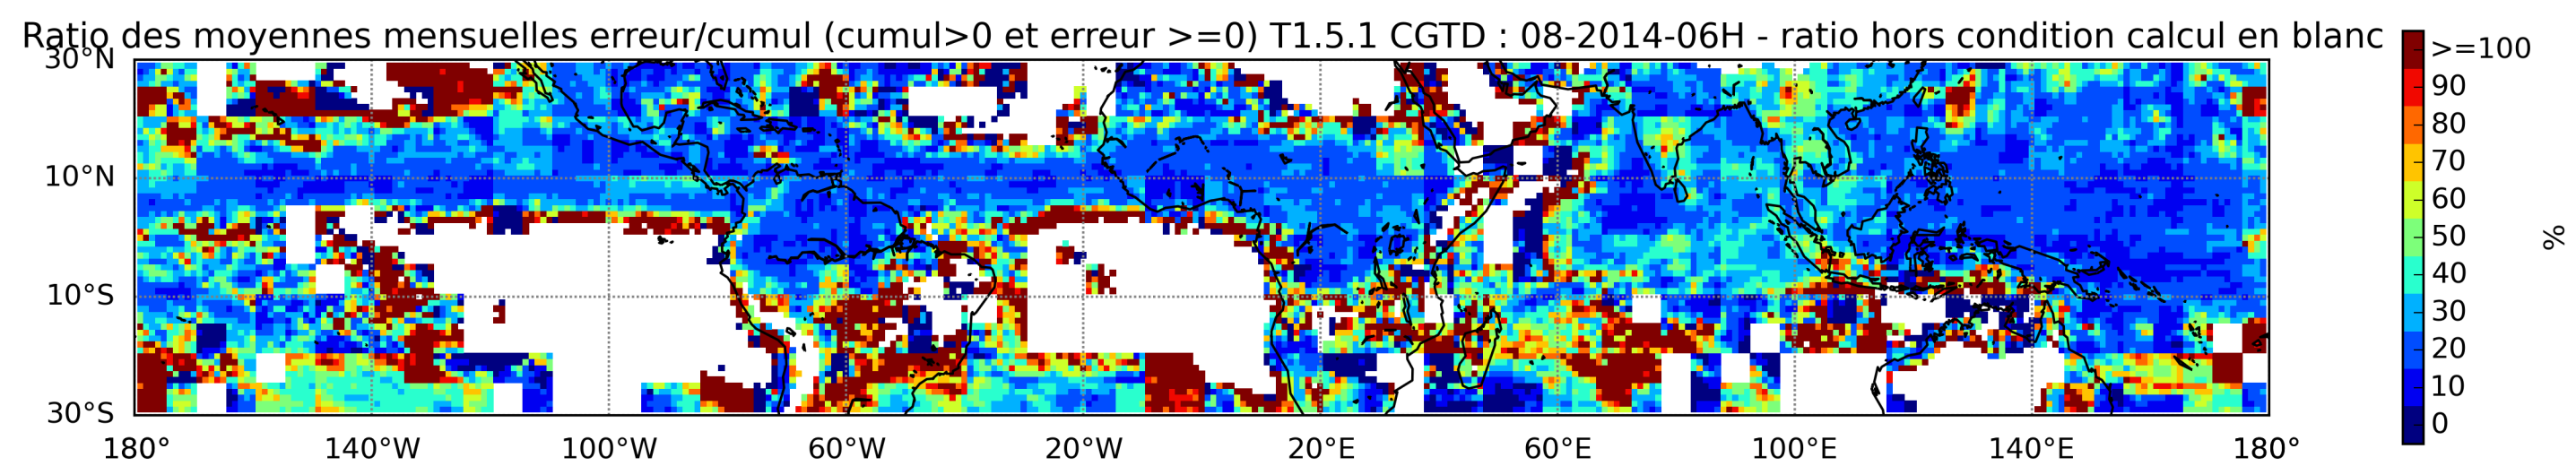 Ratio des moyennes mensuelles erreur/cumul (cumul>0 et erreur >=0) T1.5.1 CGTD : 08-2014-06H - ratio hors condition calcul en blanc
30°N
10°N
10°S
30°S
180° 140°W 100°W 60°W 20°W 20°E 60°E 100°E 140°E 180°
>=100
90
80
70
60
50
40
30
20
10
0
%